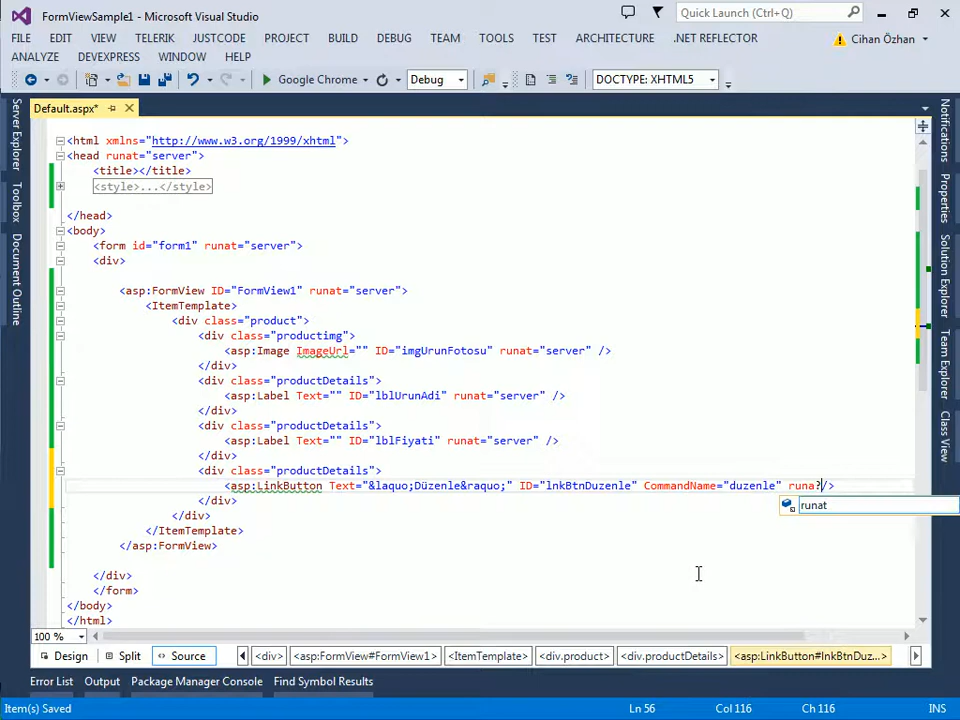 FormViewSample1 - Microsoft Visual Studio
Quick Launch (Ctrl+Q)
FILE EDIT VIEW TELERIK JUSTCODE PROJECT BUILD DEBUG TEAM TOOLS TEST ARCHITECTURE .NET REFLECTOR
Cihan Özhan
ANALYZE DEVEXPRESS WINDOW HELP
Google Chrome Debug DOCTYPE: XHTML5
Default.aspx*
Server Explorer
Toolbox
Document Outline
<html xmlns="http://www.w3.org/1999/xhtml">
<head runat="server">
<title></title>
<style>...</style>
</head>
<body>
<form id="form1" runat="server">
<div>
<asp:FormView ID="FormView1" runat="server">
<ItemTemplate>
<div class="product">
<div class="productimg">
<asp:Image ImageUrl="" ID="imgUrunFotosu" runat="server" />
</div>
<div class="productDetails">
<asp:Label Text="" ID="lblUrunAdi" runat="server" />
</div>
<div class="productDetails">
<asp:Label Text="" ID="lblFiyati" runat="server" />
</div>
<div class="productDetails">
<asp:LinkButton Text="&laquo;Düzenle&raquo;" ID="lnkBtnDuzenle" CommandName="duzenle" runa?/>
runat
</div>
</div>
</ItemTemplate>
</asp:FormView>
</div>
</form>
</body>
</html>
Notifications
Properties
Solution Explorer
Team Explorer
Class View
100 %
Design Split Source <div> <asp:FormView#FormView1> <ItemTemplate> <div.product> <div.productDetails> <asp:LinkButton#lnkBtnDuz...>
Error List Output Package Manager Console Find Symbol Results
Item(s) Saved Ln 56 Col 116 Ch 116 INS